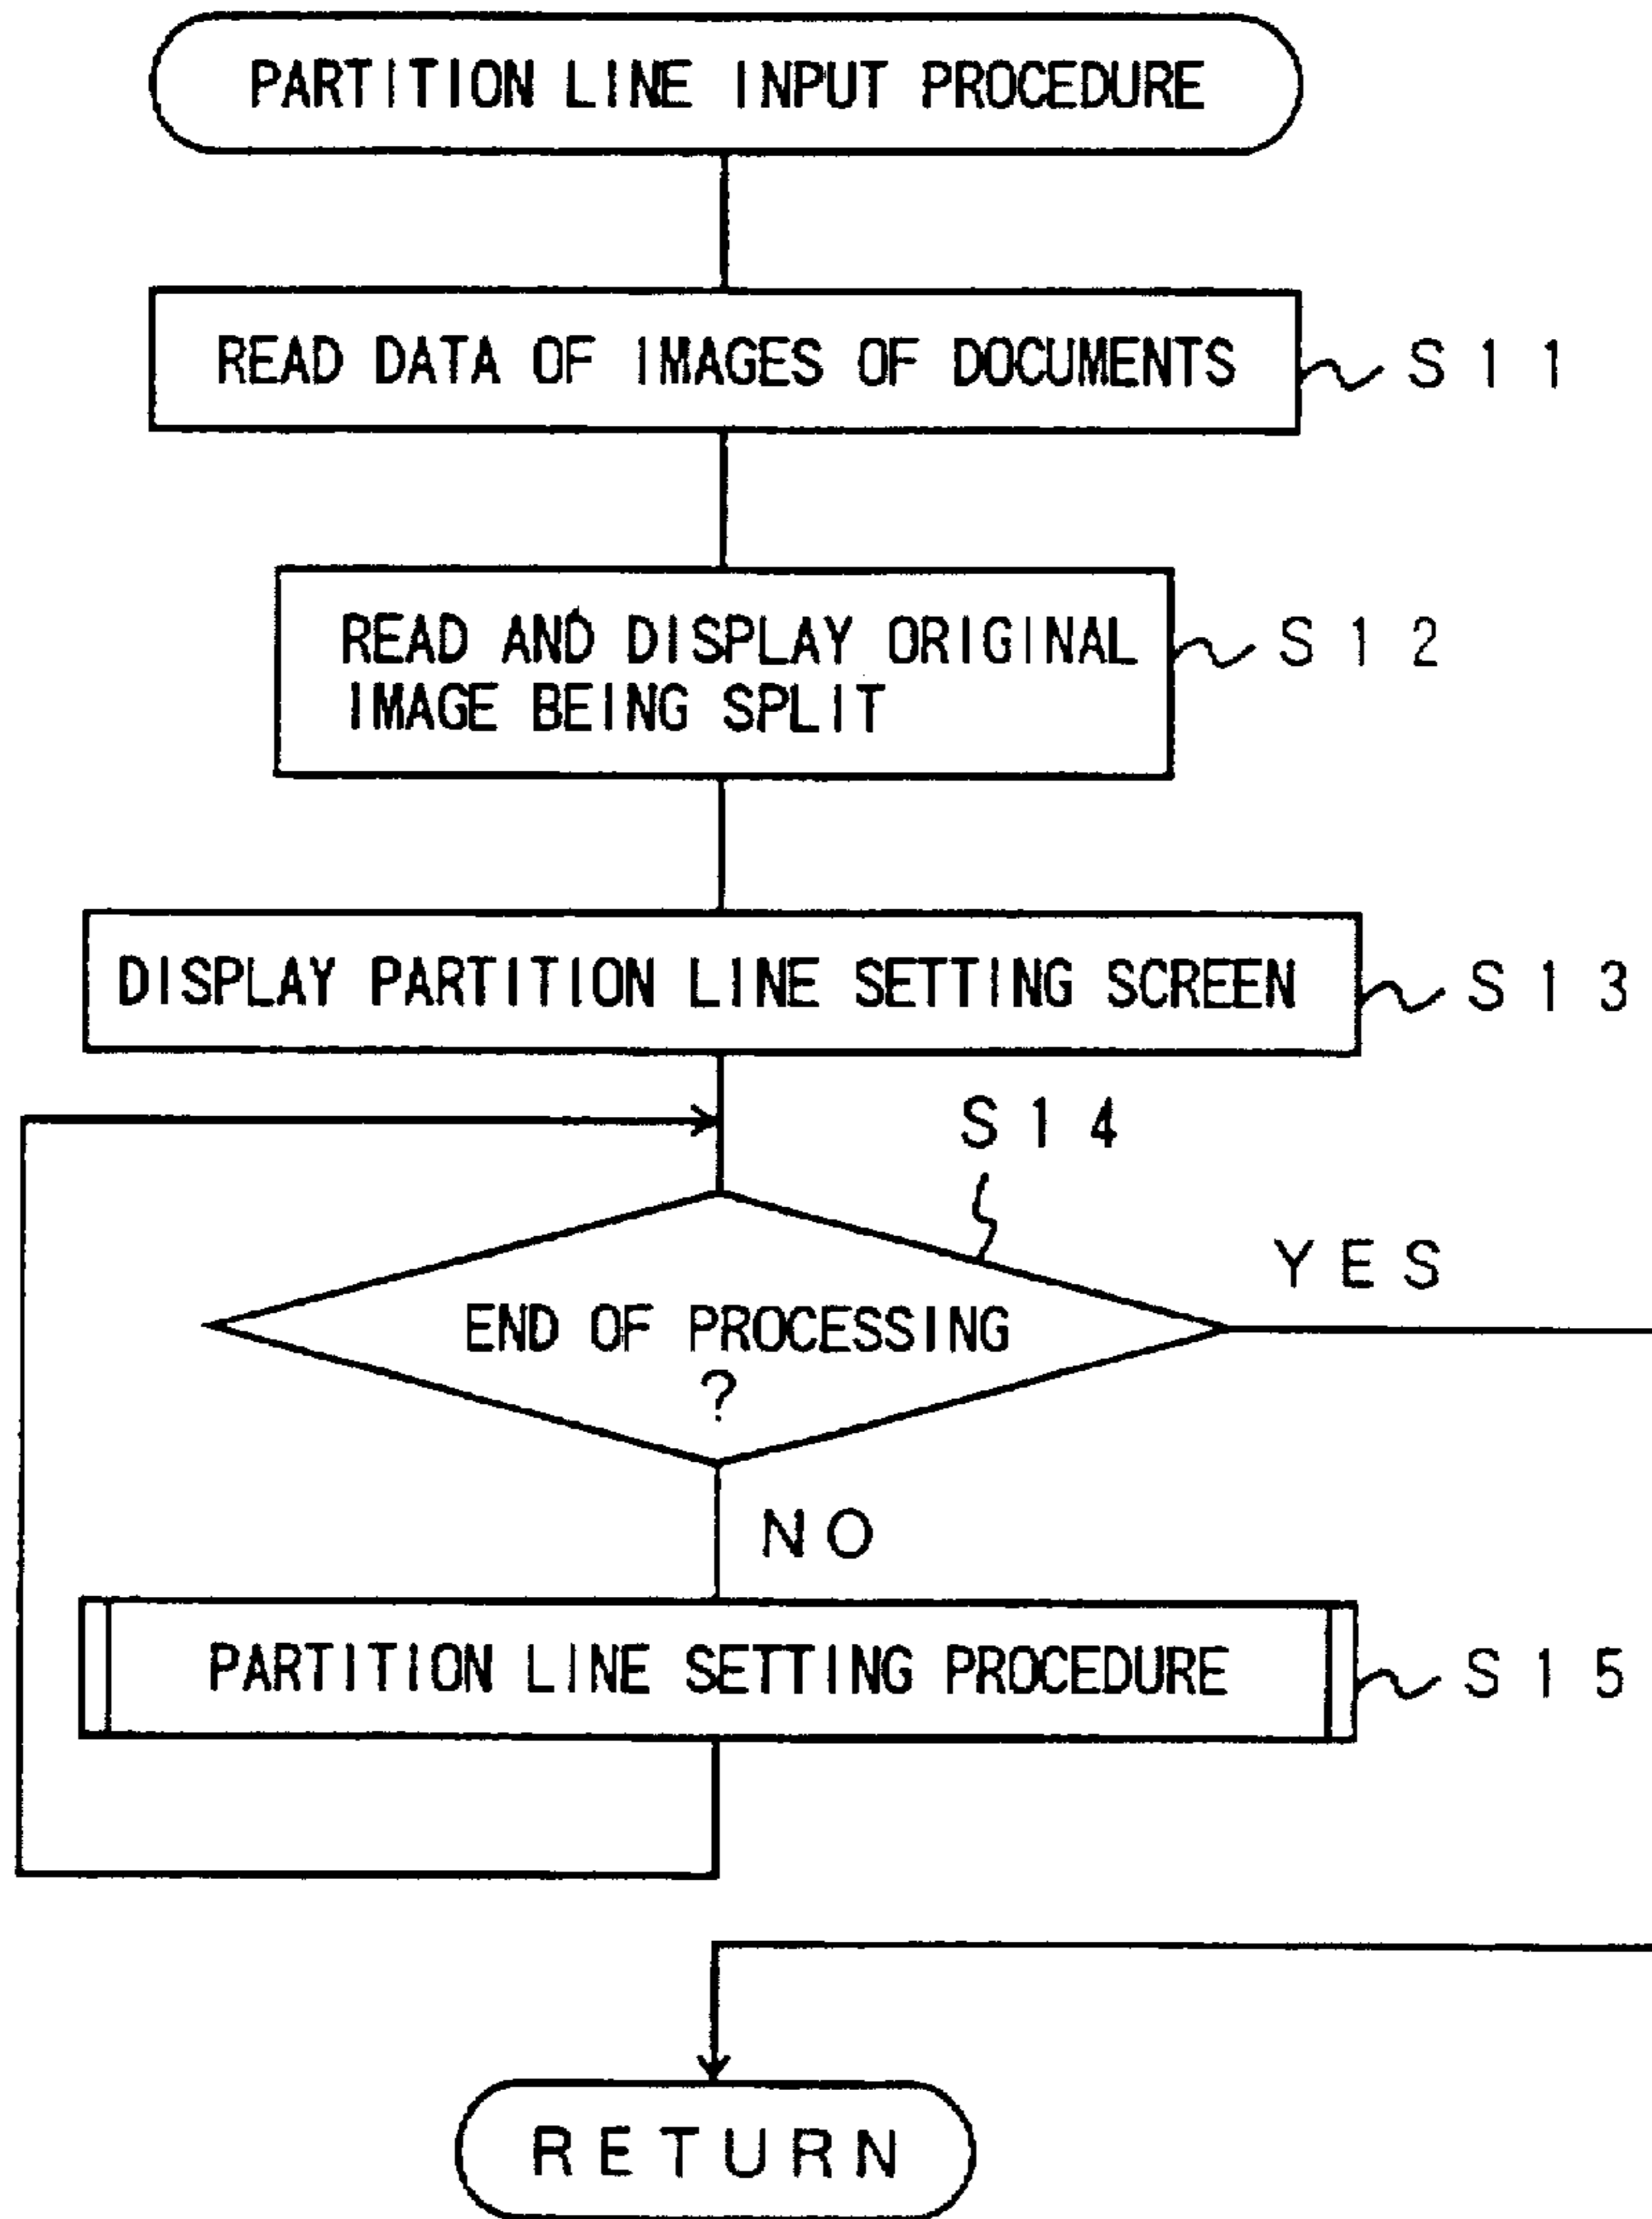 PARTITION LINE INPUT PROCEDURE
READ DATA OF IMAGES OF DOCUMENTS
S11
READ AND DISPLAY ORIGINAL
IMAGE BEING SPLIT
S12
DISPLAY PARTITION LINE SETTING SCREEN
S13
S14
YES
END OF PROCESSING
?
NO
PARTITION LINE SETTING PROCEDURE
S15
RETURN